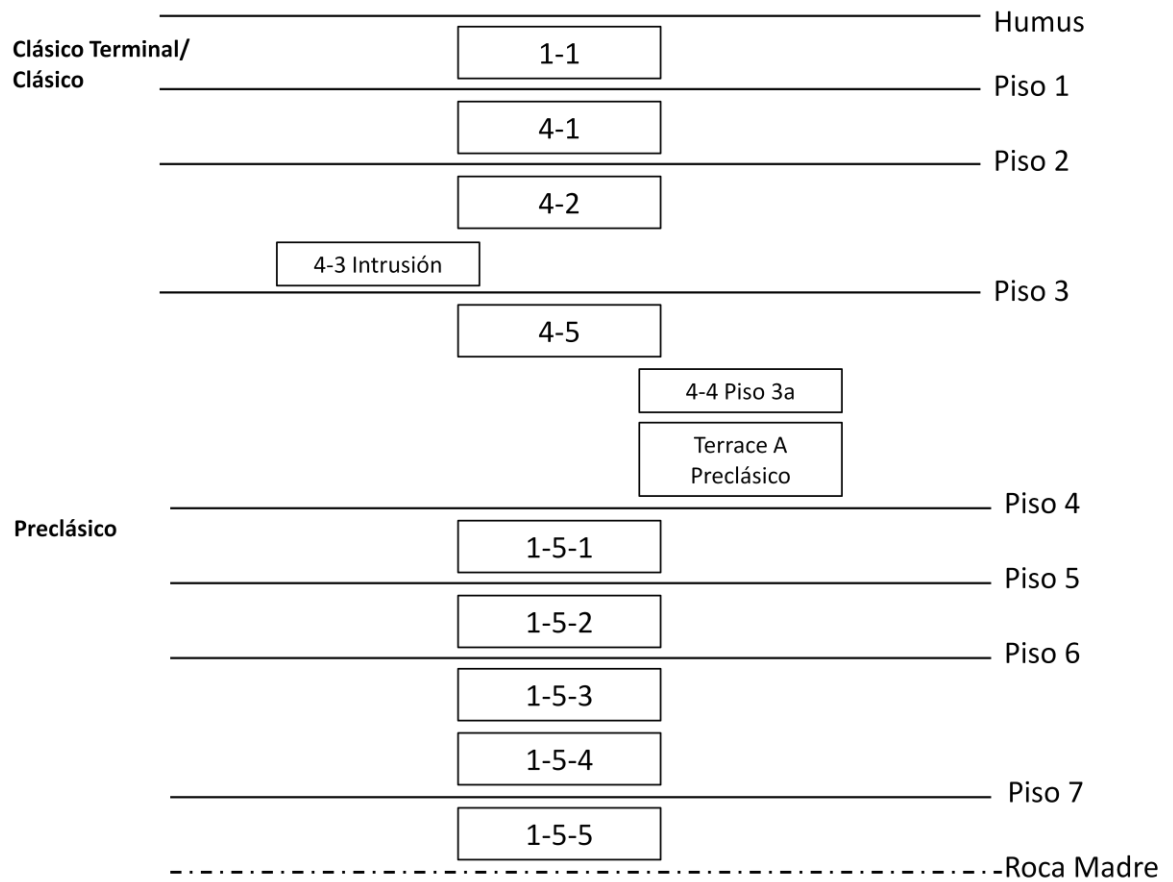 Humus
Clásico Terminal/
Clásico
1-1
Piso 1
4-1
Piso 2
4-2
4-3 Intrusión
Piso 3
4-5
4-4 Piso 3a
Terrace A
Preclásico
Piso 4
Preclásico
1-5-1
Piso 5
1-5-2
Piso 6
1-5-3
1-5-4
Piso 7
1-5-5
Roca Madre